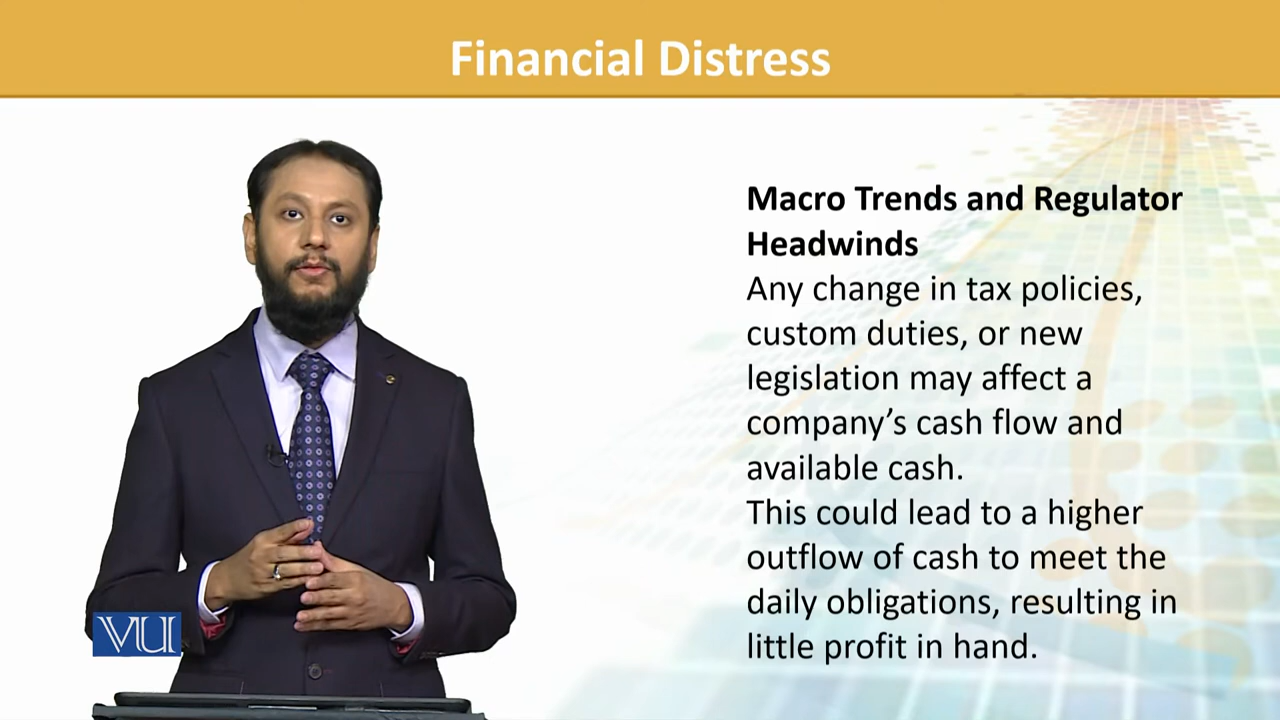 Financial Distress
Macro Trends and Regulator
Headwinds
Any change in tax policies,
custom duties, or new
legislation may affect a
company’s cash flow and
available cash.
This could lead to a higher
outflow of cash to meet the
daily obligations, resulting in
little profit in hand.
VU